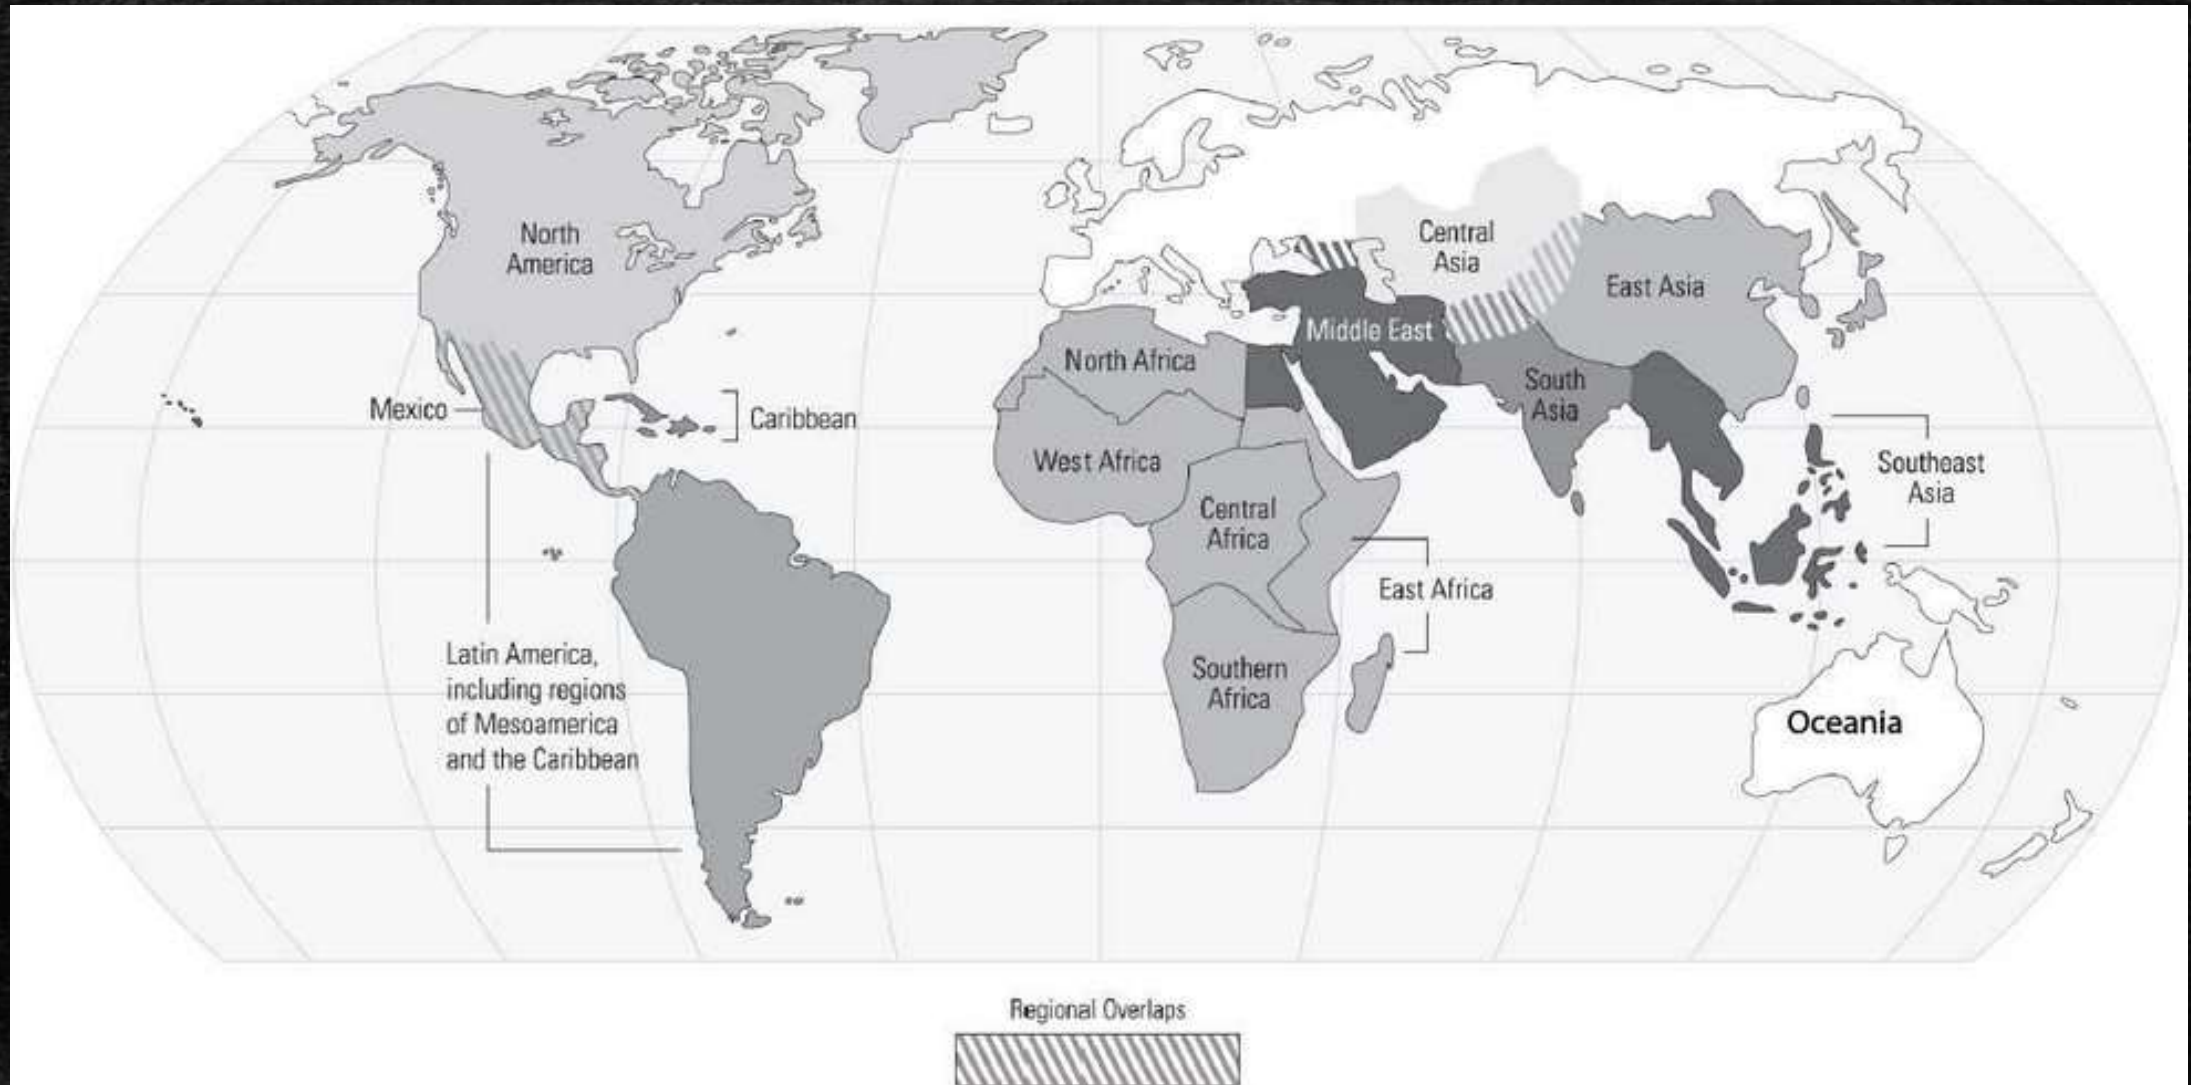 North
America
Central
Asia
East Asia
Middle East
North Africa
South
Asia
Mexico
Caribbean
West Africa
Southeast
Asia
Central
Africa
East Africa
Latin America,
including regions
of Mesoamerica
and the Caribbean
Southern
Africa
Oceania
Regional Overlaps